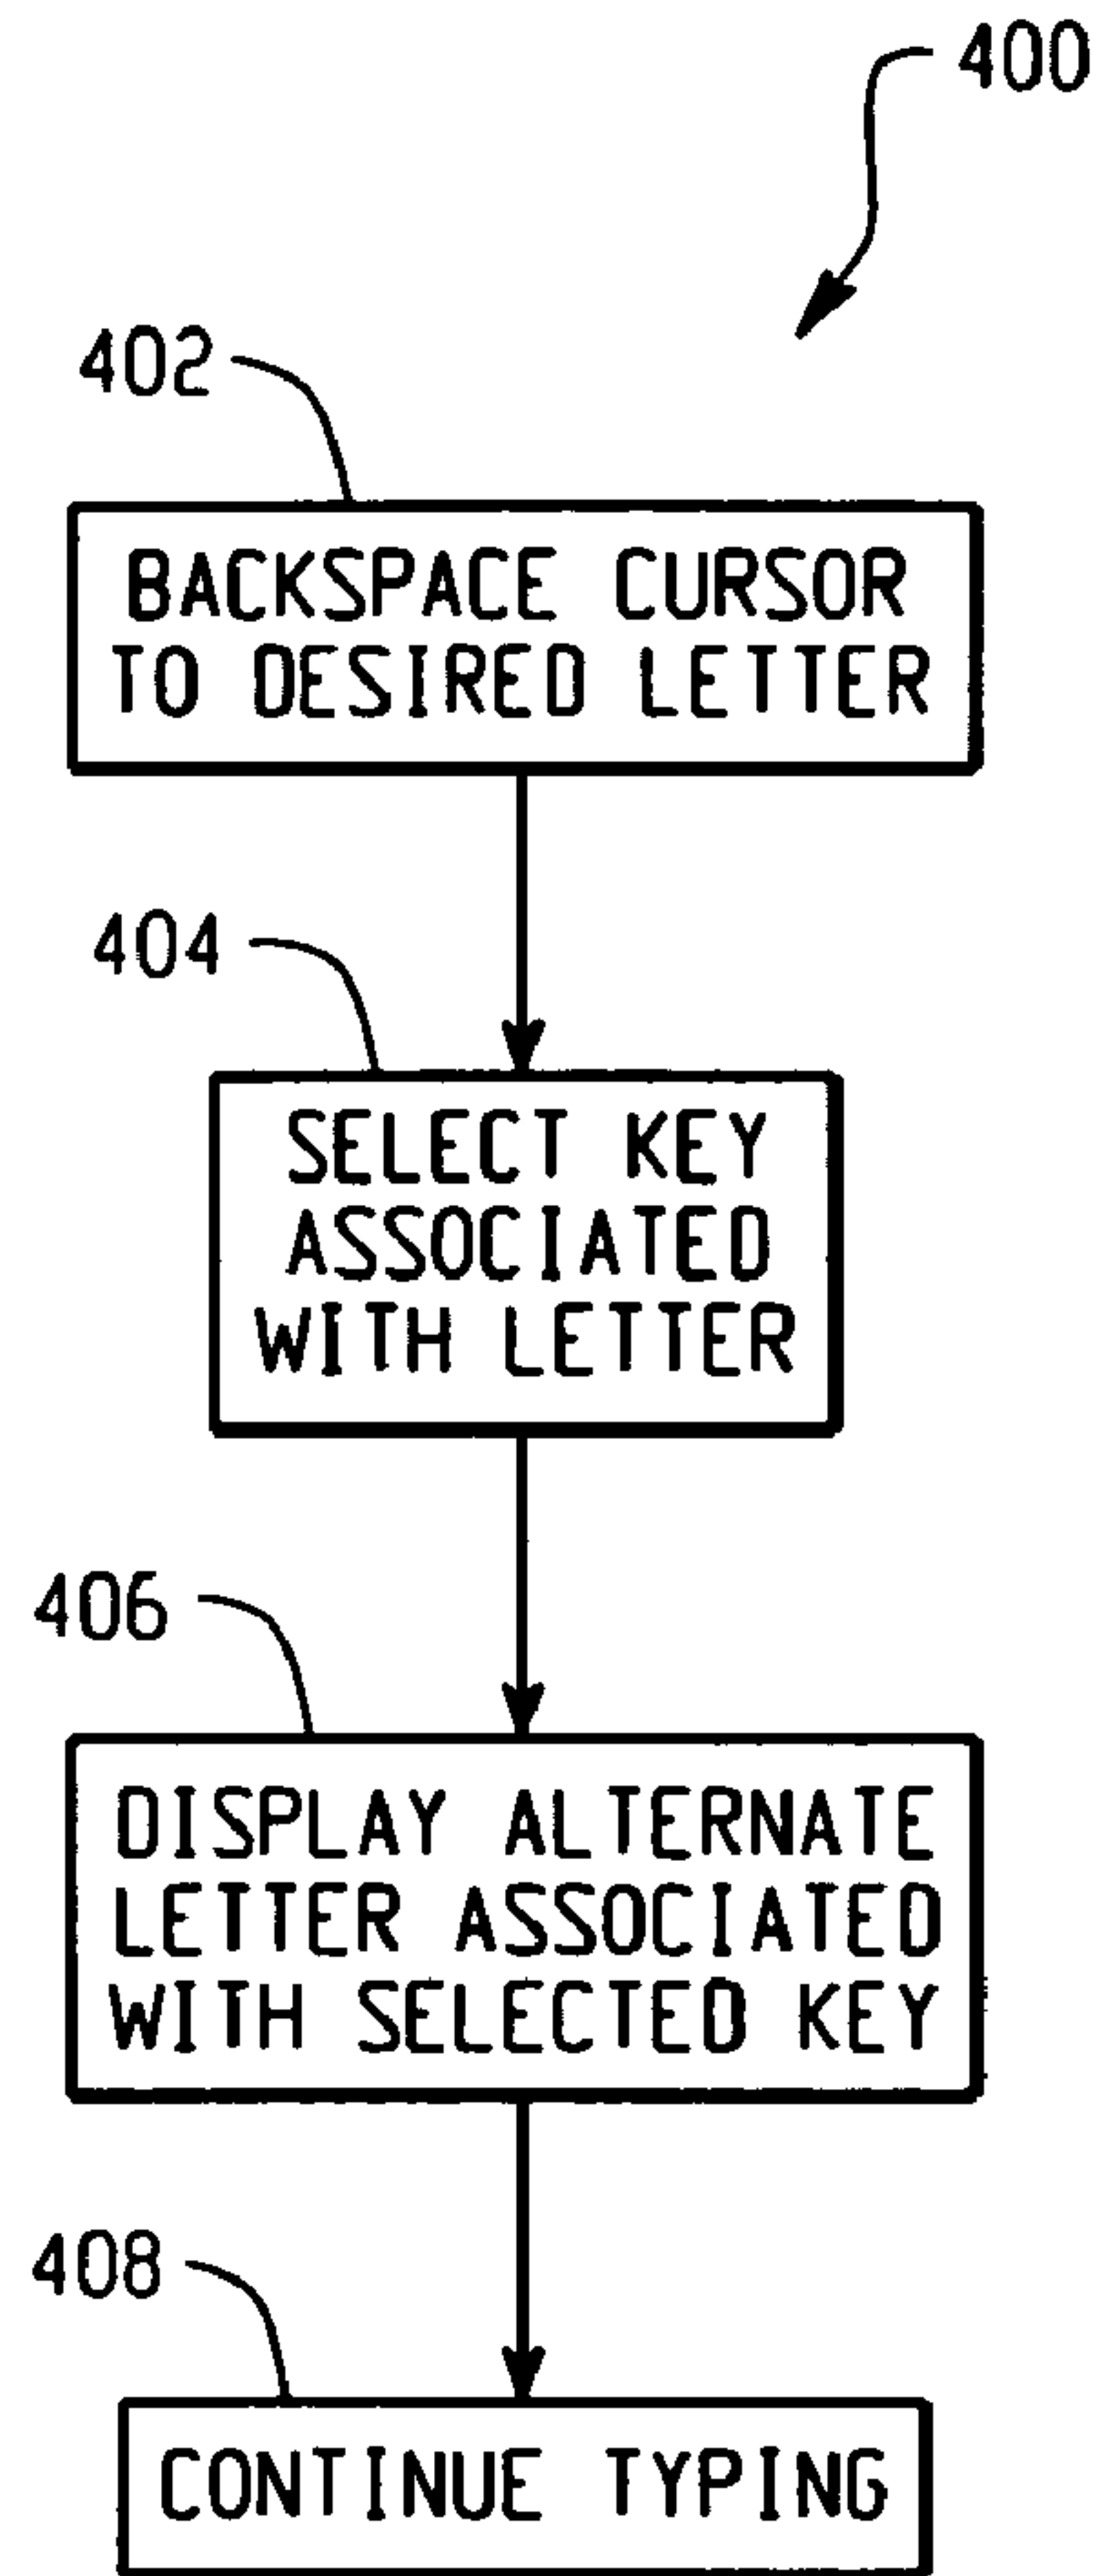 400
402
BACKSPACE CURSOR
TO DESIRED LETTER
404
SELECT KEY
ASSOCIATED
WITH LETTER
406
DISPLAY ALTERNATE
LETTER ASSOCIATED
WITH SELECTED KEY
408
CONTINUE TYPING